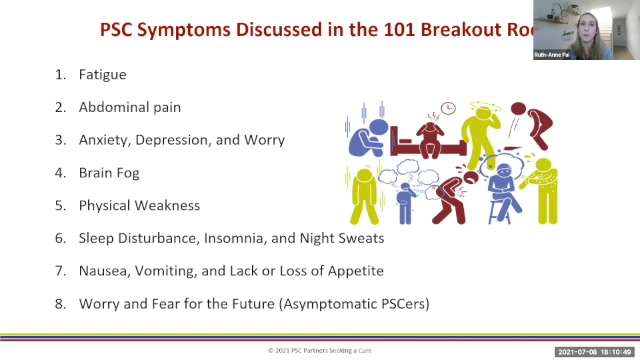 PSC Symptoms Discussed in the 101 Breakout
Ruth-Anne Pai
1. Fatigue
2. Abdominal pain
3. Anxiety, Depression, and Worry
4. Brain Fog
5. Physical Weakness
6. Sleep Disturbance, Insomnia, and Night Sweats
7. Nausea, Vomiting, and Lack or Loss of Appetite
8. Worry and Fear for the Future (Asymptomatic PSCers)
© 2021 PSC Partners Seeking a Cure
2021-07-08 18:10:49